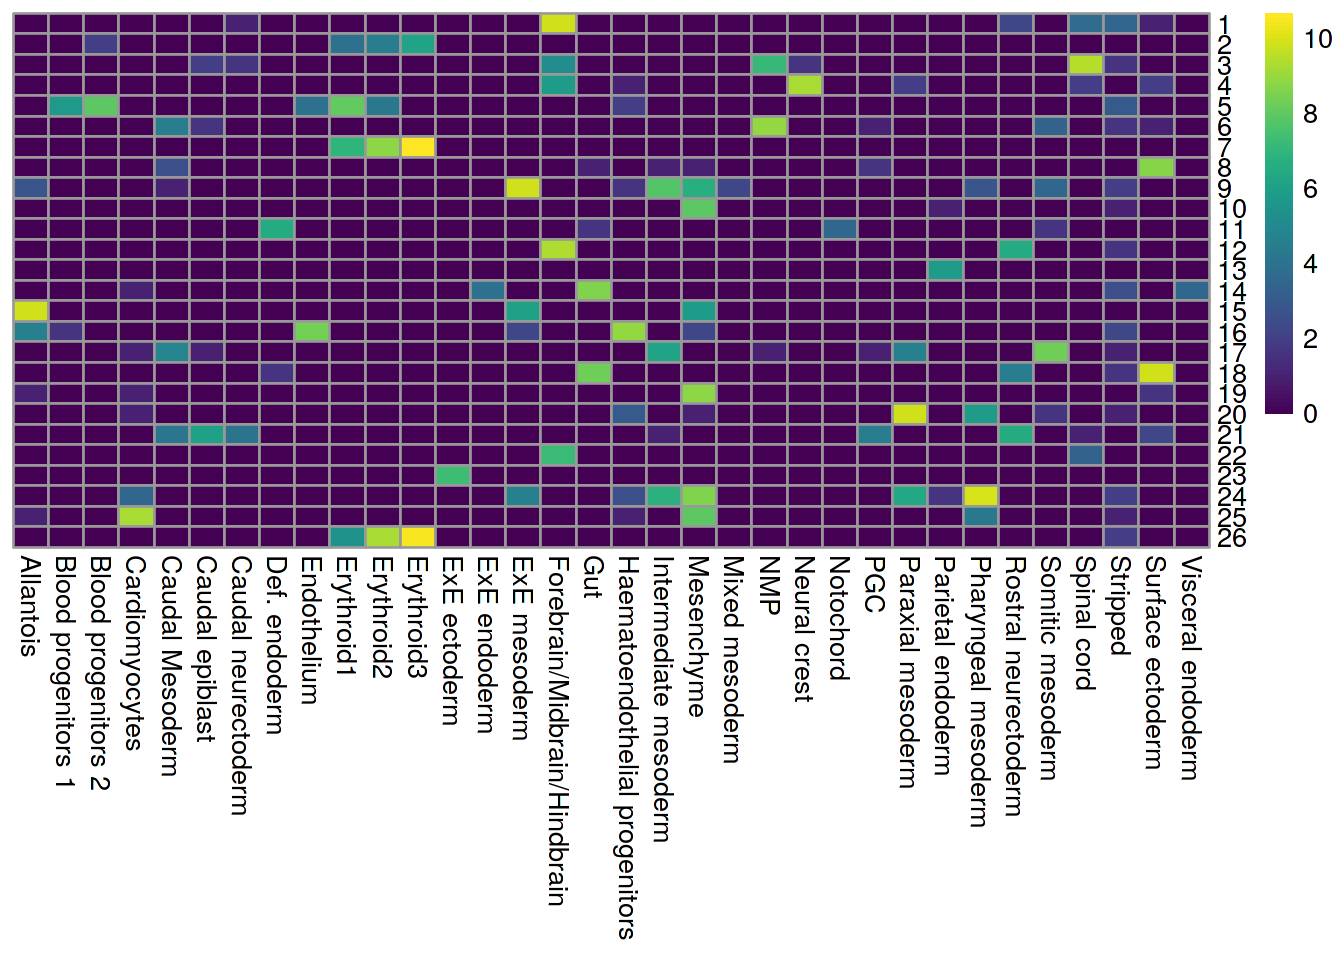 1
2
3
4
5
6
7
8
9
10
11
12
13
14
15
16
17
18
19
20
21
22
23
24
25
26
10
8
6
4
2
0
Allantois
Blood progenitors 1
Blood progenitors 2
Cardiomyocytes
Caudal Mesoderm
Caudal epiblast
Caudal neurectoderm
Def. endoderm
Endothelium
Erythroid1
Erythroid2
Erythroid3
ExE ectoderm
ExE endoderm
ExE mesoderm
Forebrain/Midbrain/Hindbrain
Gut
Haematoendothelial progenitors
Intermediate mesoderm
Mesenchyme
Mixed mesoderm
NMP
Neural crest
Notochord
PGC
Paraxial mesoderm
Parietal endoderm
Pharyngeal mesoderm
Rostral neurectoderm
Somitic mesoderm
Spinal cord
Stripped
Surface ectoderm
Visceral endoderm